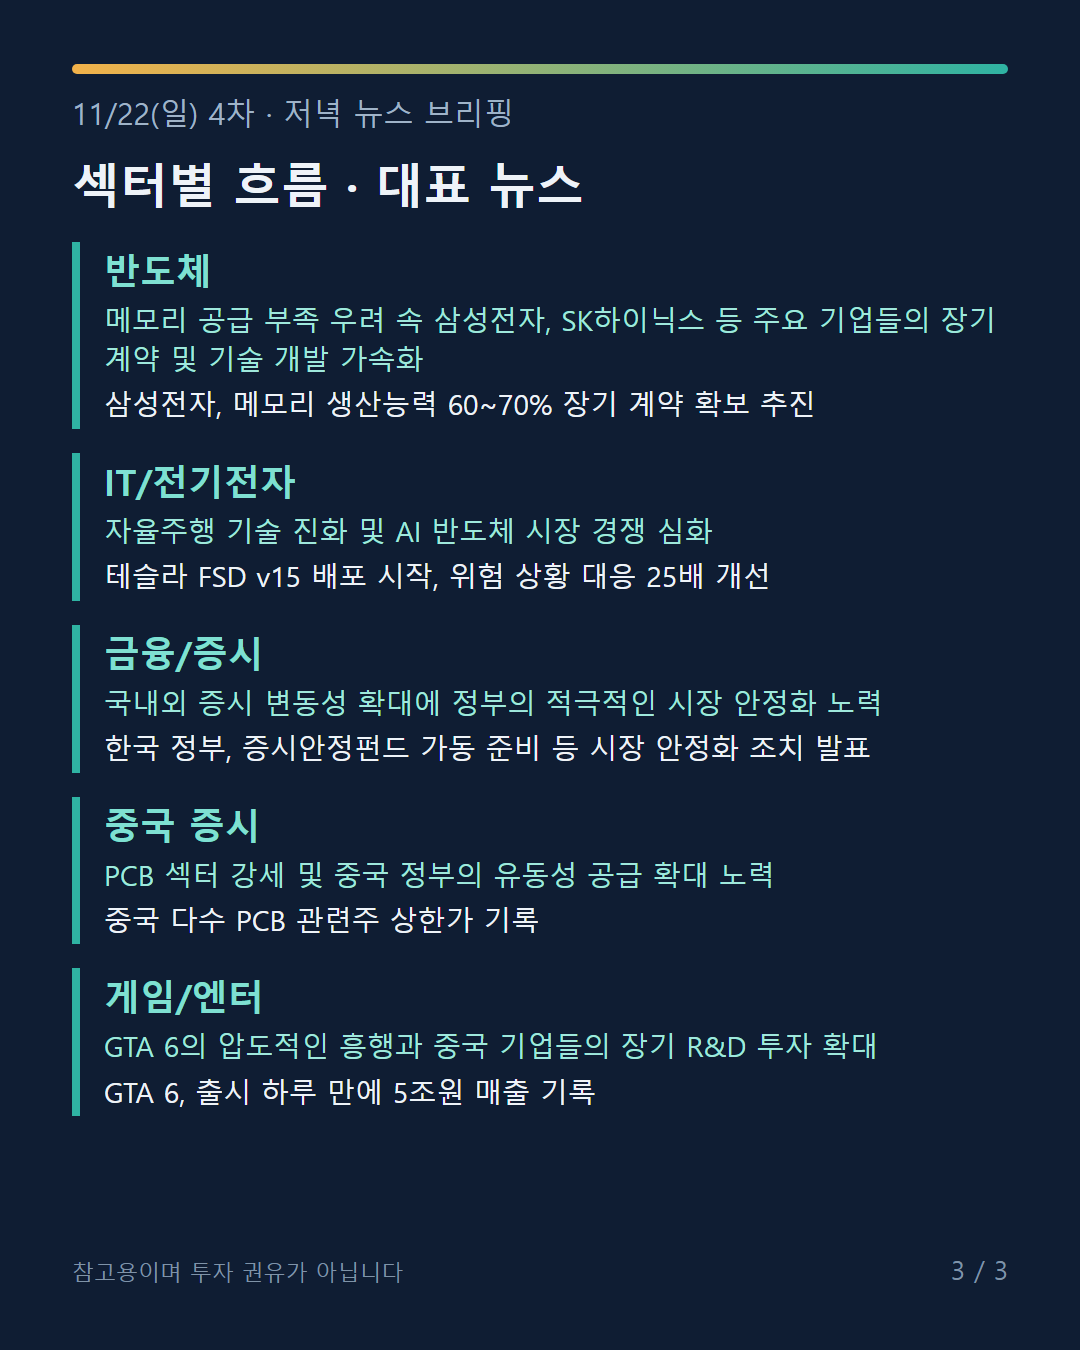 11/22(일) 4차 · 저녁 뉴스 브리핑
섹터별 흐름 · 대표 뉴스
반도체
메모리 공급 부족 우려 속 삼성전자, SK하이닉스 등 주요 기업들의 장기
계약 및 기술 개발 가속화
삼성전자, 메모리 생산능력 60~70% 장기 계약 확보 추진
IT/전기전자
자율주행 기술 진화 및 AI 반도체 시장 경쟁 심화
테슬라 FSD v15 배포 시작, 위험 상황 대응 25배 개선
금융/증시
국내외 증시 변동성 확대에 정부의 적극적인 시장 안정화 노력
한국 정부, 증시안정펀드 가동 준비 등 시장 안정화 조치 발표
중국 증시
PCB 섹터 강세 및 중국 정부의 유동성 공급 확대 노력
중국 다수 PCB 관련주 상한가 기록
게임/엔터
GTA 6의 압도적인 흥행과 중국 기업들의 장기 R&D 투자 확대
GTA 6, 출시 하루 만에 5조원 매출 기록
참고용이며 투자 권유가 아닙니다
3 / 3